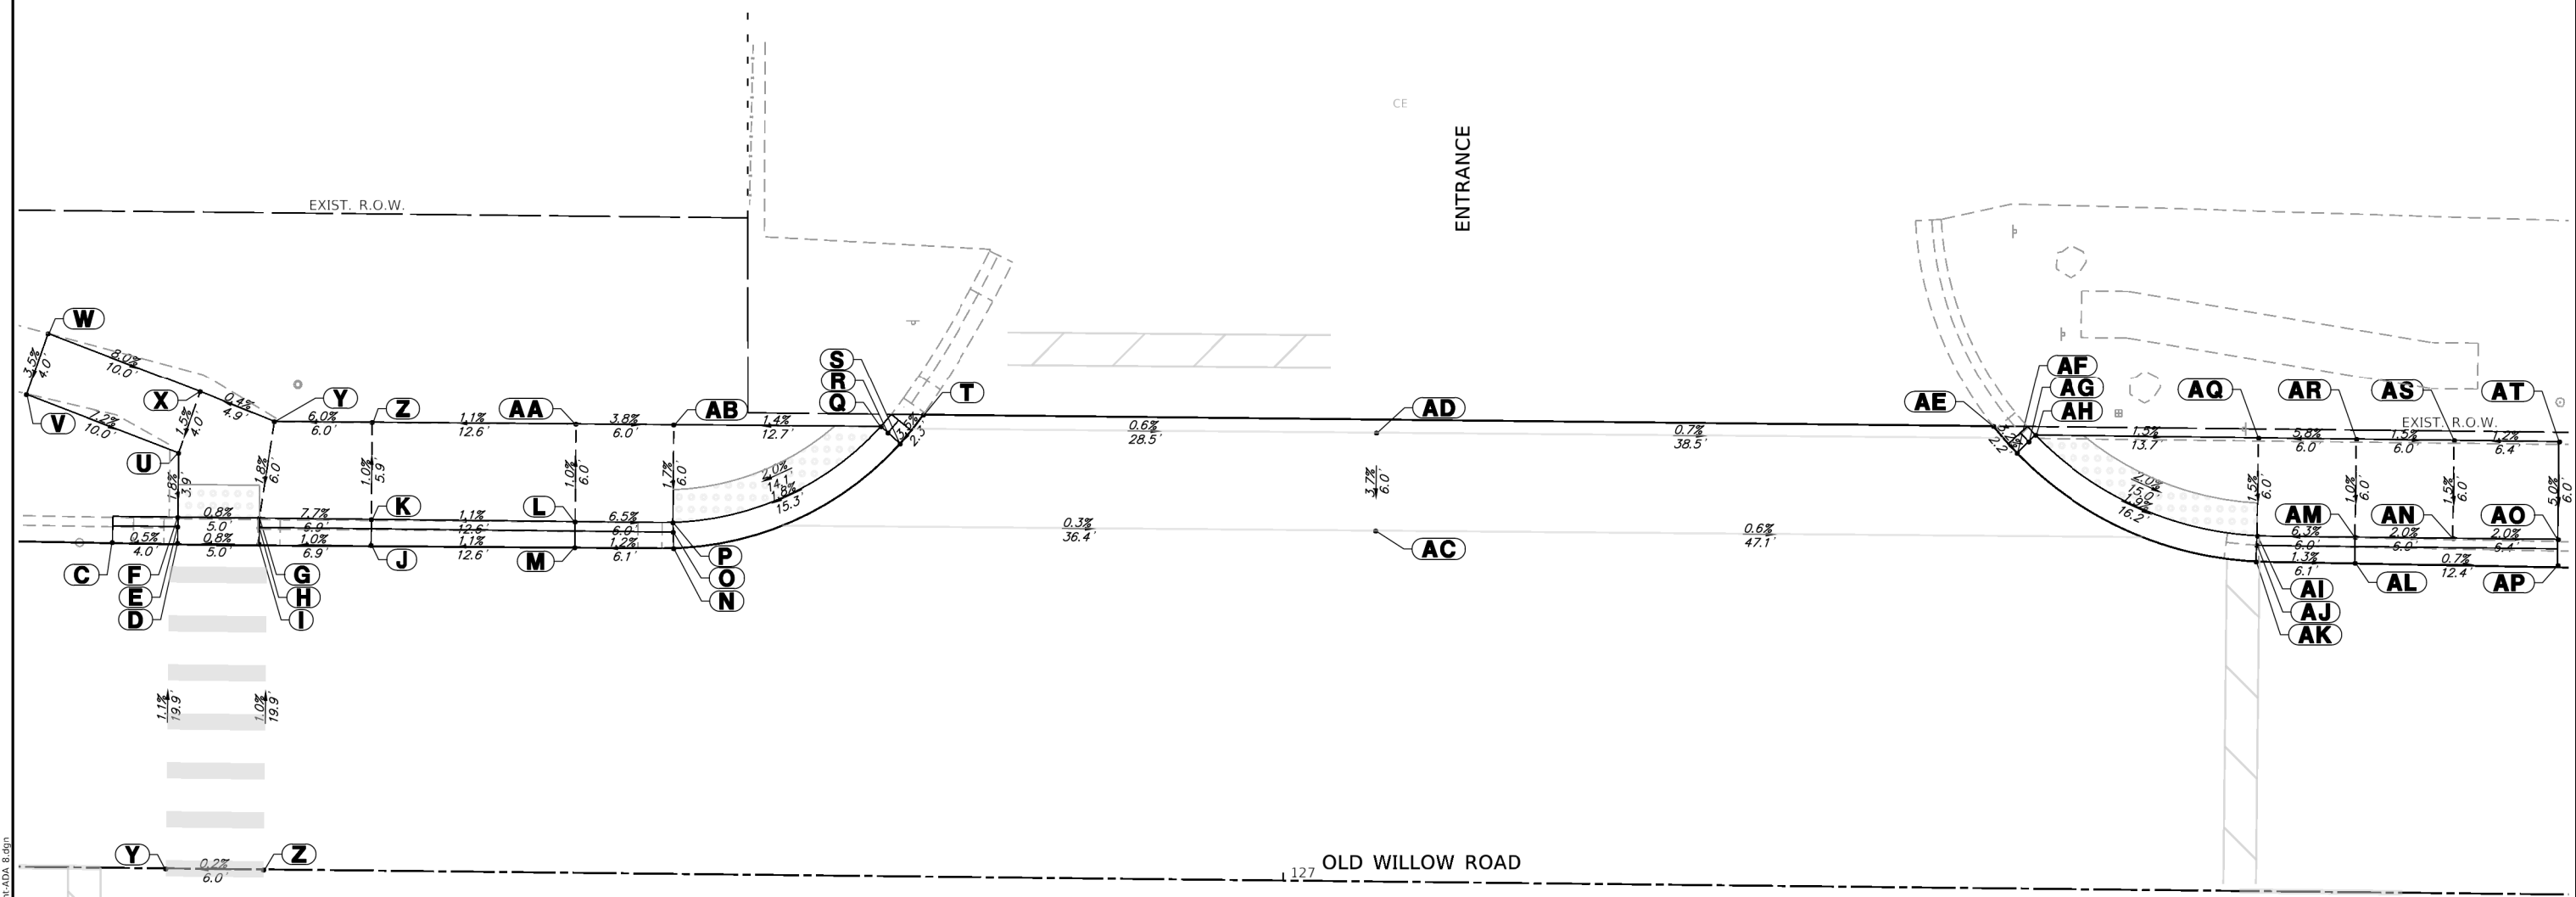 CE
ENTRANCE
EXIST. R.O.W.
W
8.0%
10.0'
3.5%
4.0'
X
0.4%
4.9'
Y
6.0%
6.0'
Z
1.1%
12.6'
AA
3.8%
6.0'
AB
1.4%
12.7'
S
R
Q
T
3.6%
2.3'
0.6%
28.5'
AD
0.7%
38.5'
AE
2.2'
AF
AG
AH
1.5%
13.7'
AQ
5.8%
6.0'
AR
1.5%
6.0'
AS
EXIST. R.O.W.
1.2%
6.4'
AT
V
7.2%
10.0'
U
1.5%
4.0'
1.8%
3.9'
1.8%
6.0'
1.0%
5.9'
1.0%
6.0'
1.7%
6.0'
2.0%
14.1'
1.8%
15.3'
3.7%
6.0'
2.0%
15.0'
1.9%
16.2'
1.5%
6.0'
1.0%
6.0'
1.5%
6.0'
5.0%
6.0'
K
L
AM
AN
AO
0.8%
5.0'
7.7%
6.9'
1.1%
12.6'
6.5%
6.0'
0.3%
36.4'
0.6%
47.1'
6.3%
6.0'
2.0%
6.0'
2.0%
6.4'
0.5%
4.0'
0.8%
5.0'
1.0%
6.9'
1.1%
12.6'
1.2%
6.1'
1.3%
6.1'
0.7%
12.4'
C
F
E
D
G
H
I
J
M
P
O
N
AC
AI
AJ
AK
AL
AP
1.1%
19.9'
1.0%
19.9'
Y
0.2%
6.0'
Z
127
OLD WILLOW ROAD
nt-ADA 8.dgn